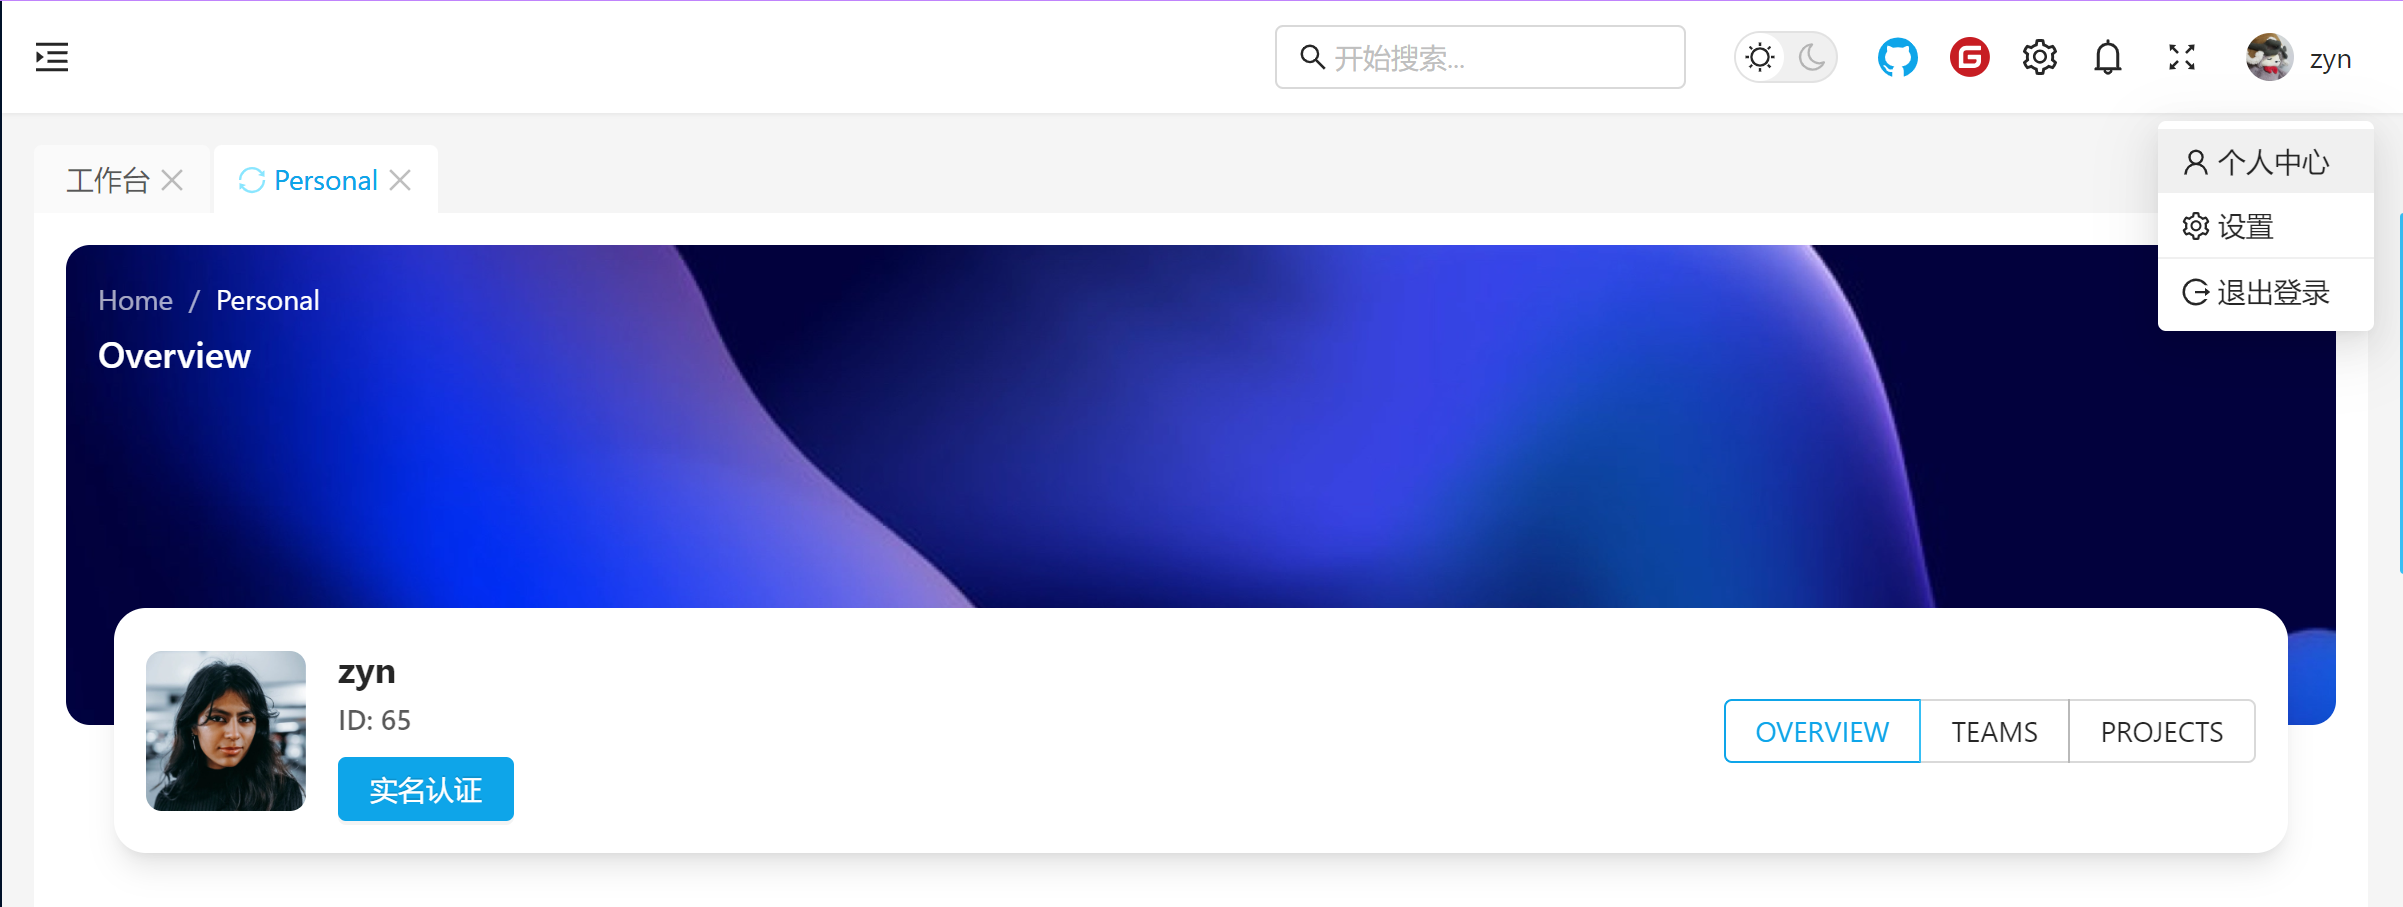 开始搜索...
zyn
个人中心
设置
退出登录
工作台
Personal
Home / Personal
Overview
zyn
ID: 65
实名认证
OVERVIEW
TEAMS
PROJECTS